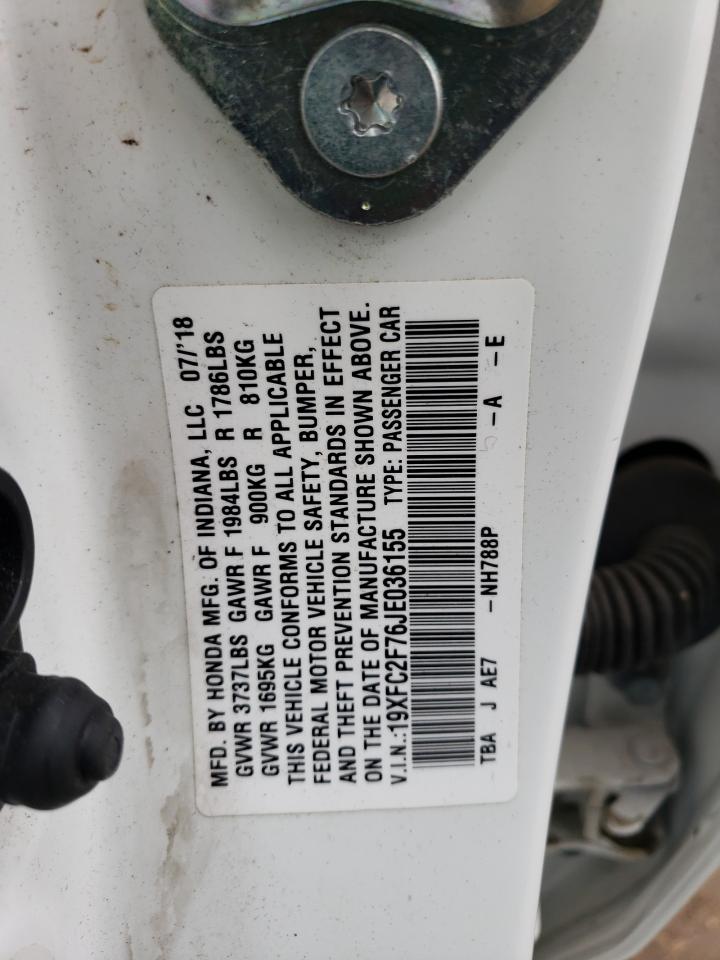 MFD. BY HONDA MFG. OF INDIANA, LLC 07/'18
GVWR 3737LBS GAWR F 1984LBS R 1786LBS
GVWR 1695KG GAWR F 900KG R 810KG
THIS VEHICLE CONFORMS TO ALL APPLICABLE
FEDERAL MOTOR VEHICLE SAFETY, BUMPER,
AND THEFT PREVENTION STANDARDS IN EFFECT
ON THE DATE OF MANUFACTURE SHOWN ABOVE.
V.I.N.:19XFC2F76JE036155 TYPE: PASSENGER CAR
TBA J AE7 -NH788P -A -E